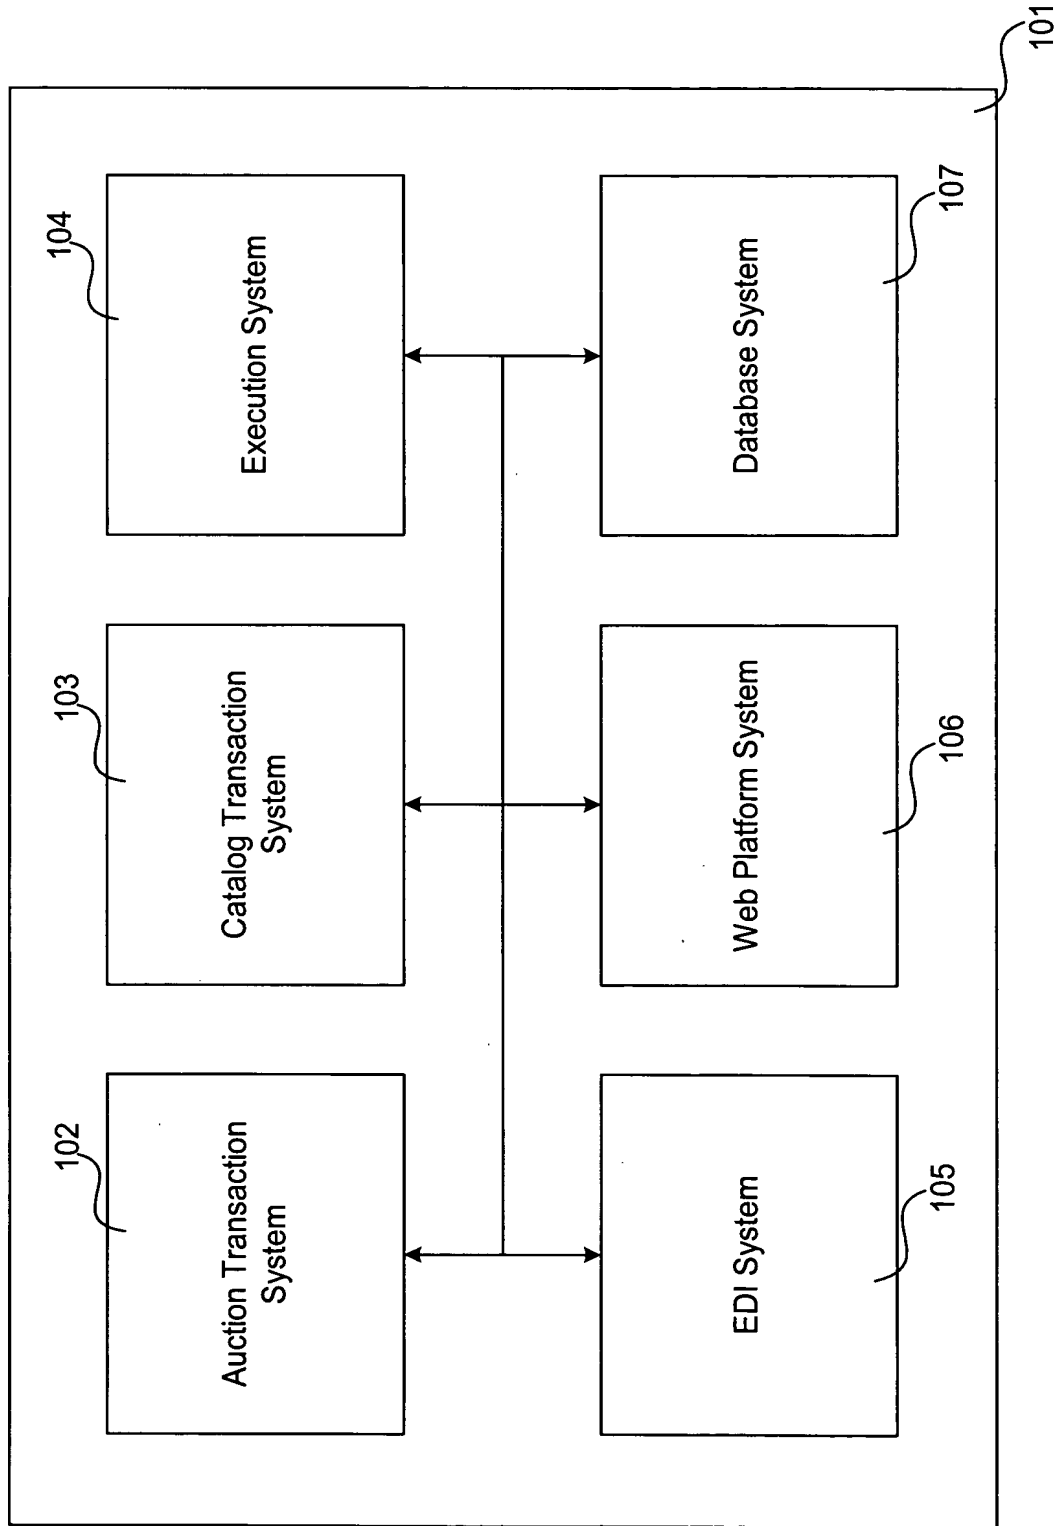 102
103
104
Auction Transaction
System
Catalog Transaction
System
Execution System
EDI System
Web Platform System
Database System
105
106
107
101